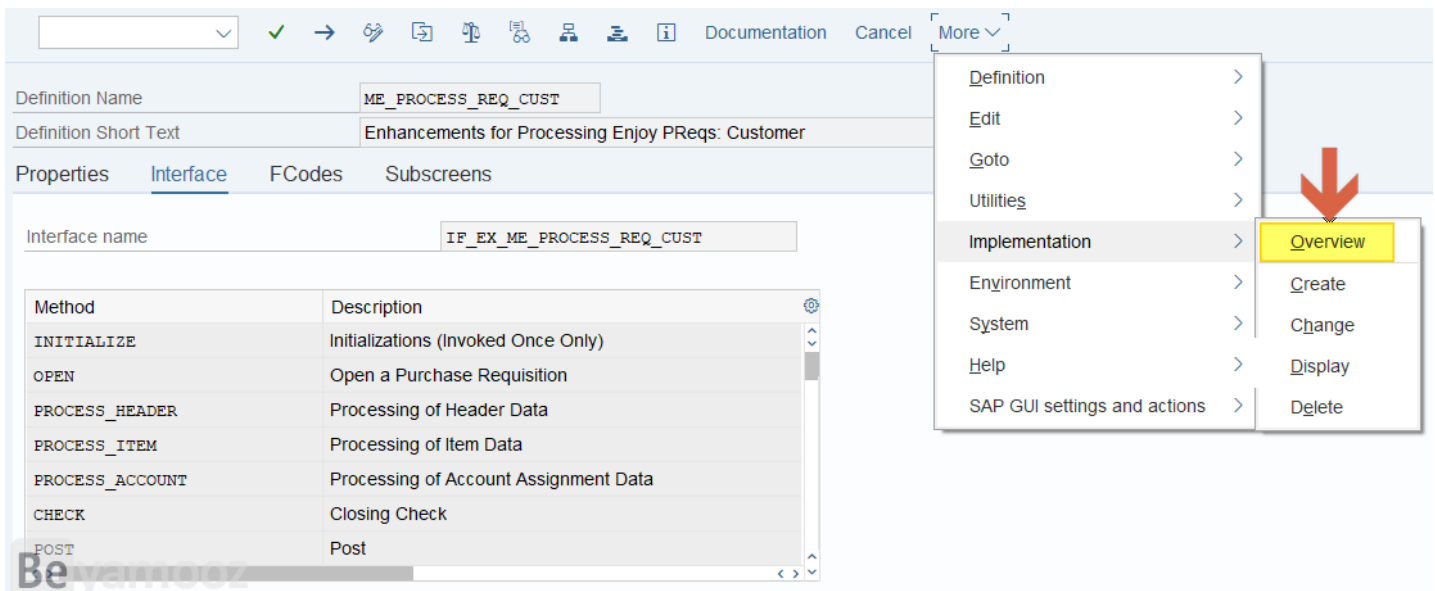 Documentation Cancel More
Definition Name ME_PROCESS_REQ_CUST
Definition Short Text Enhancements for Processing Enjoy PReqs: Customer
Properties Interface FCodes Subscreens
Interface name IF_EX_ME_PROCESS_REQ_CUST
Method Description
INITIALIZE Initializations (Invoked Once Only)
OPEN Open a Purchase Requisition
PROCESS_HEADER Processing of Header Data
PROCESS_ITEM Processing of Item Data
PROCESS_ACCOUNT Processing of Account Assignment Data
CHECK Closing Check
POST Post
Definition
Edit
Goto
Utilities
Implementation
Environment
System
Help
SAP GUI settings and actions
Overview
Create
Change
Display
Delete
Beiyamooz